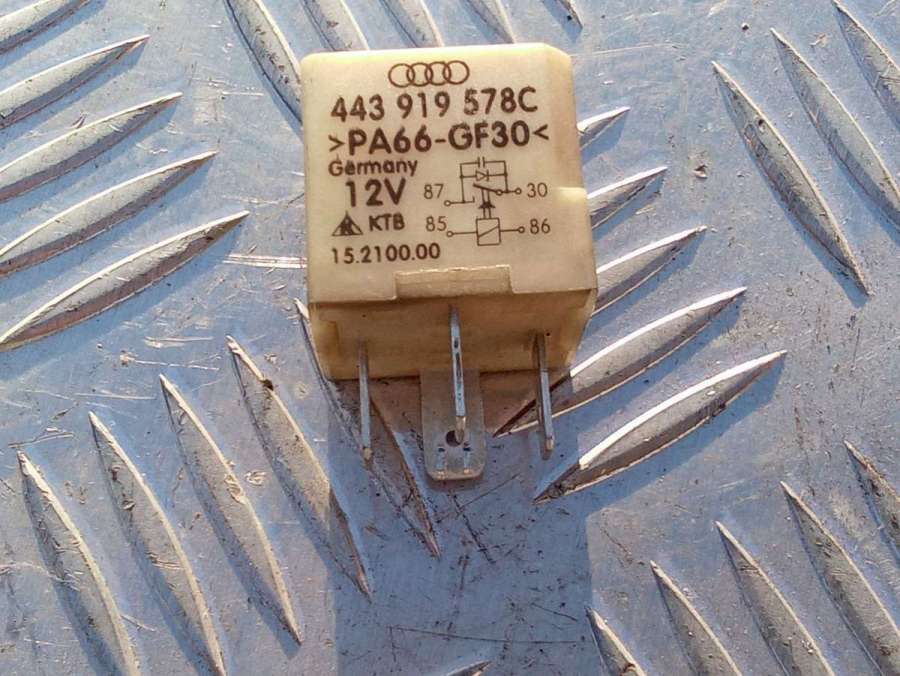 443 919 578C
>PA66-GF30<
Germany
12V
87 30
KTB
85 86
15.2100.00